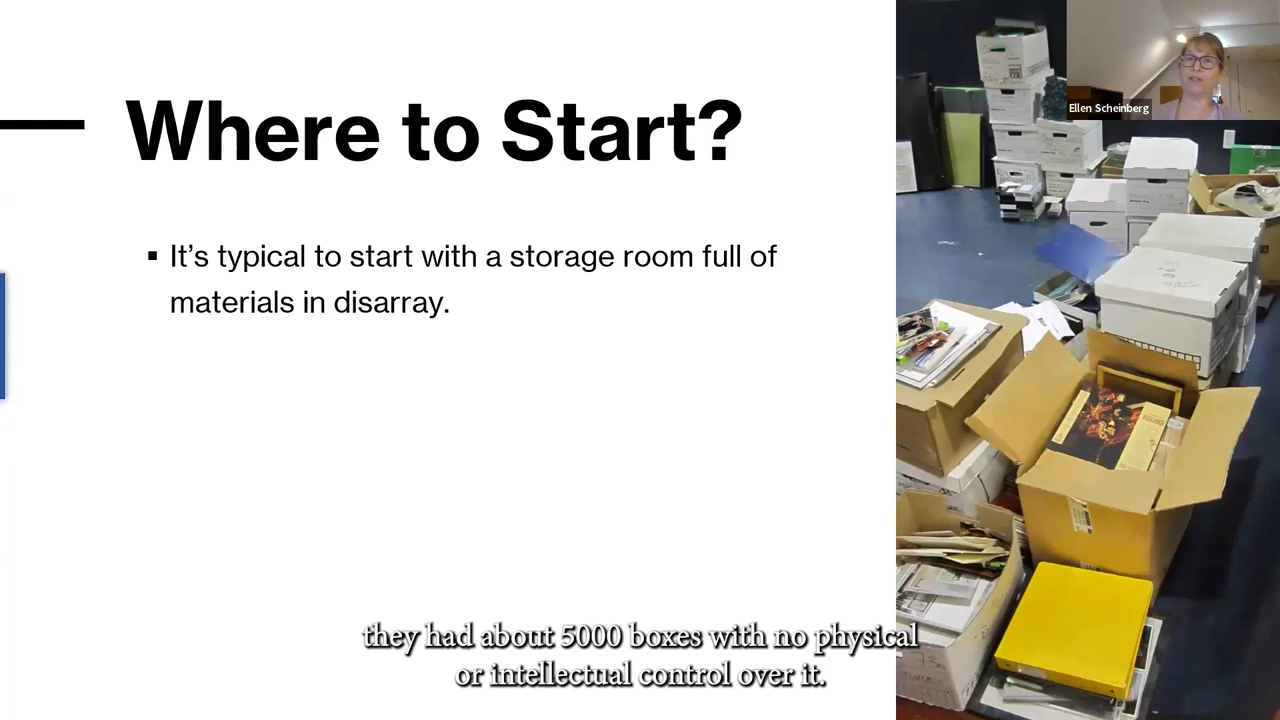 Where to Start?
▪ It’s typical to start with a storage room full of
materials in disarray.
Ellen Scheinberg
they had about 5000 boxes with no physical
or intellectual control over it.